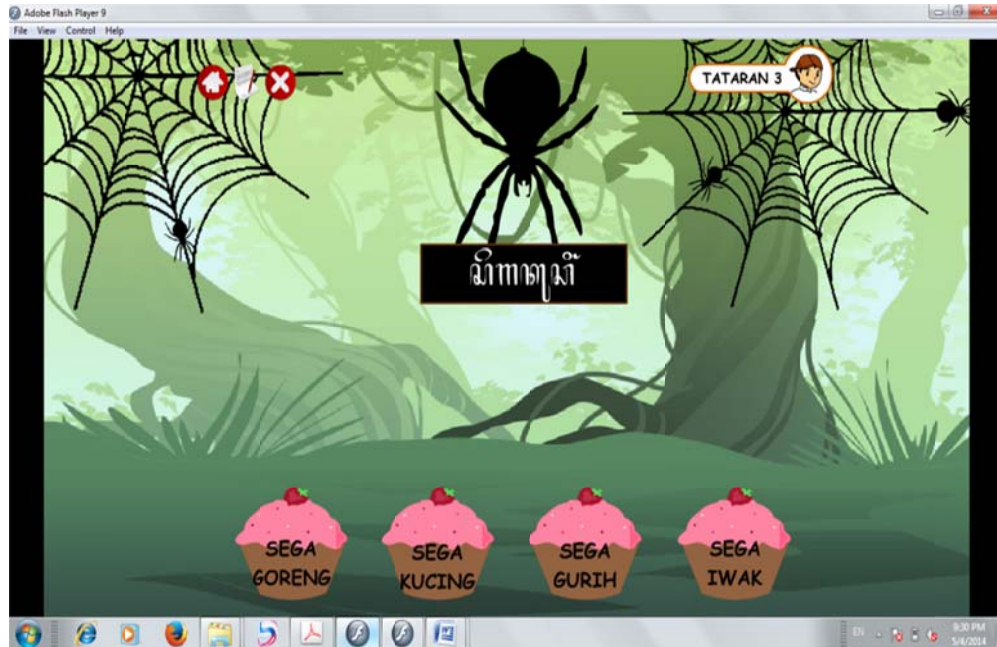 Adobe Flash Player 9
File View Control Help
TATARAN 3
SEGA
GORENG
SEGA
KUCING
SEGA
GURIH
SEGA
IWAK
EN
9:30 PM
5/4/2014